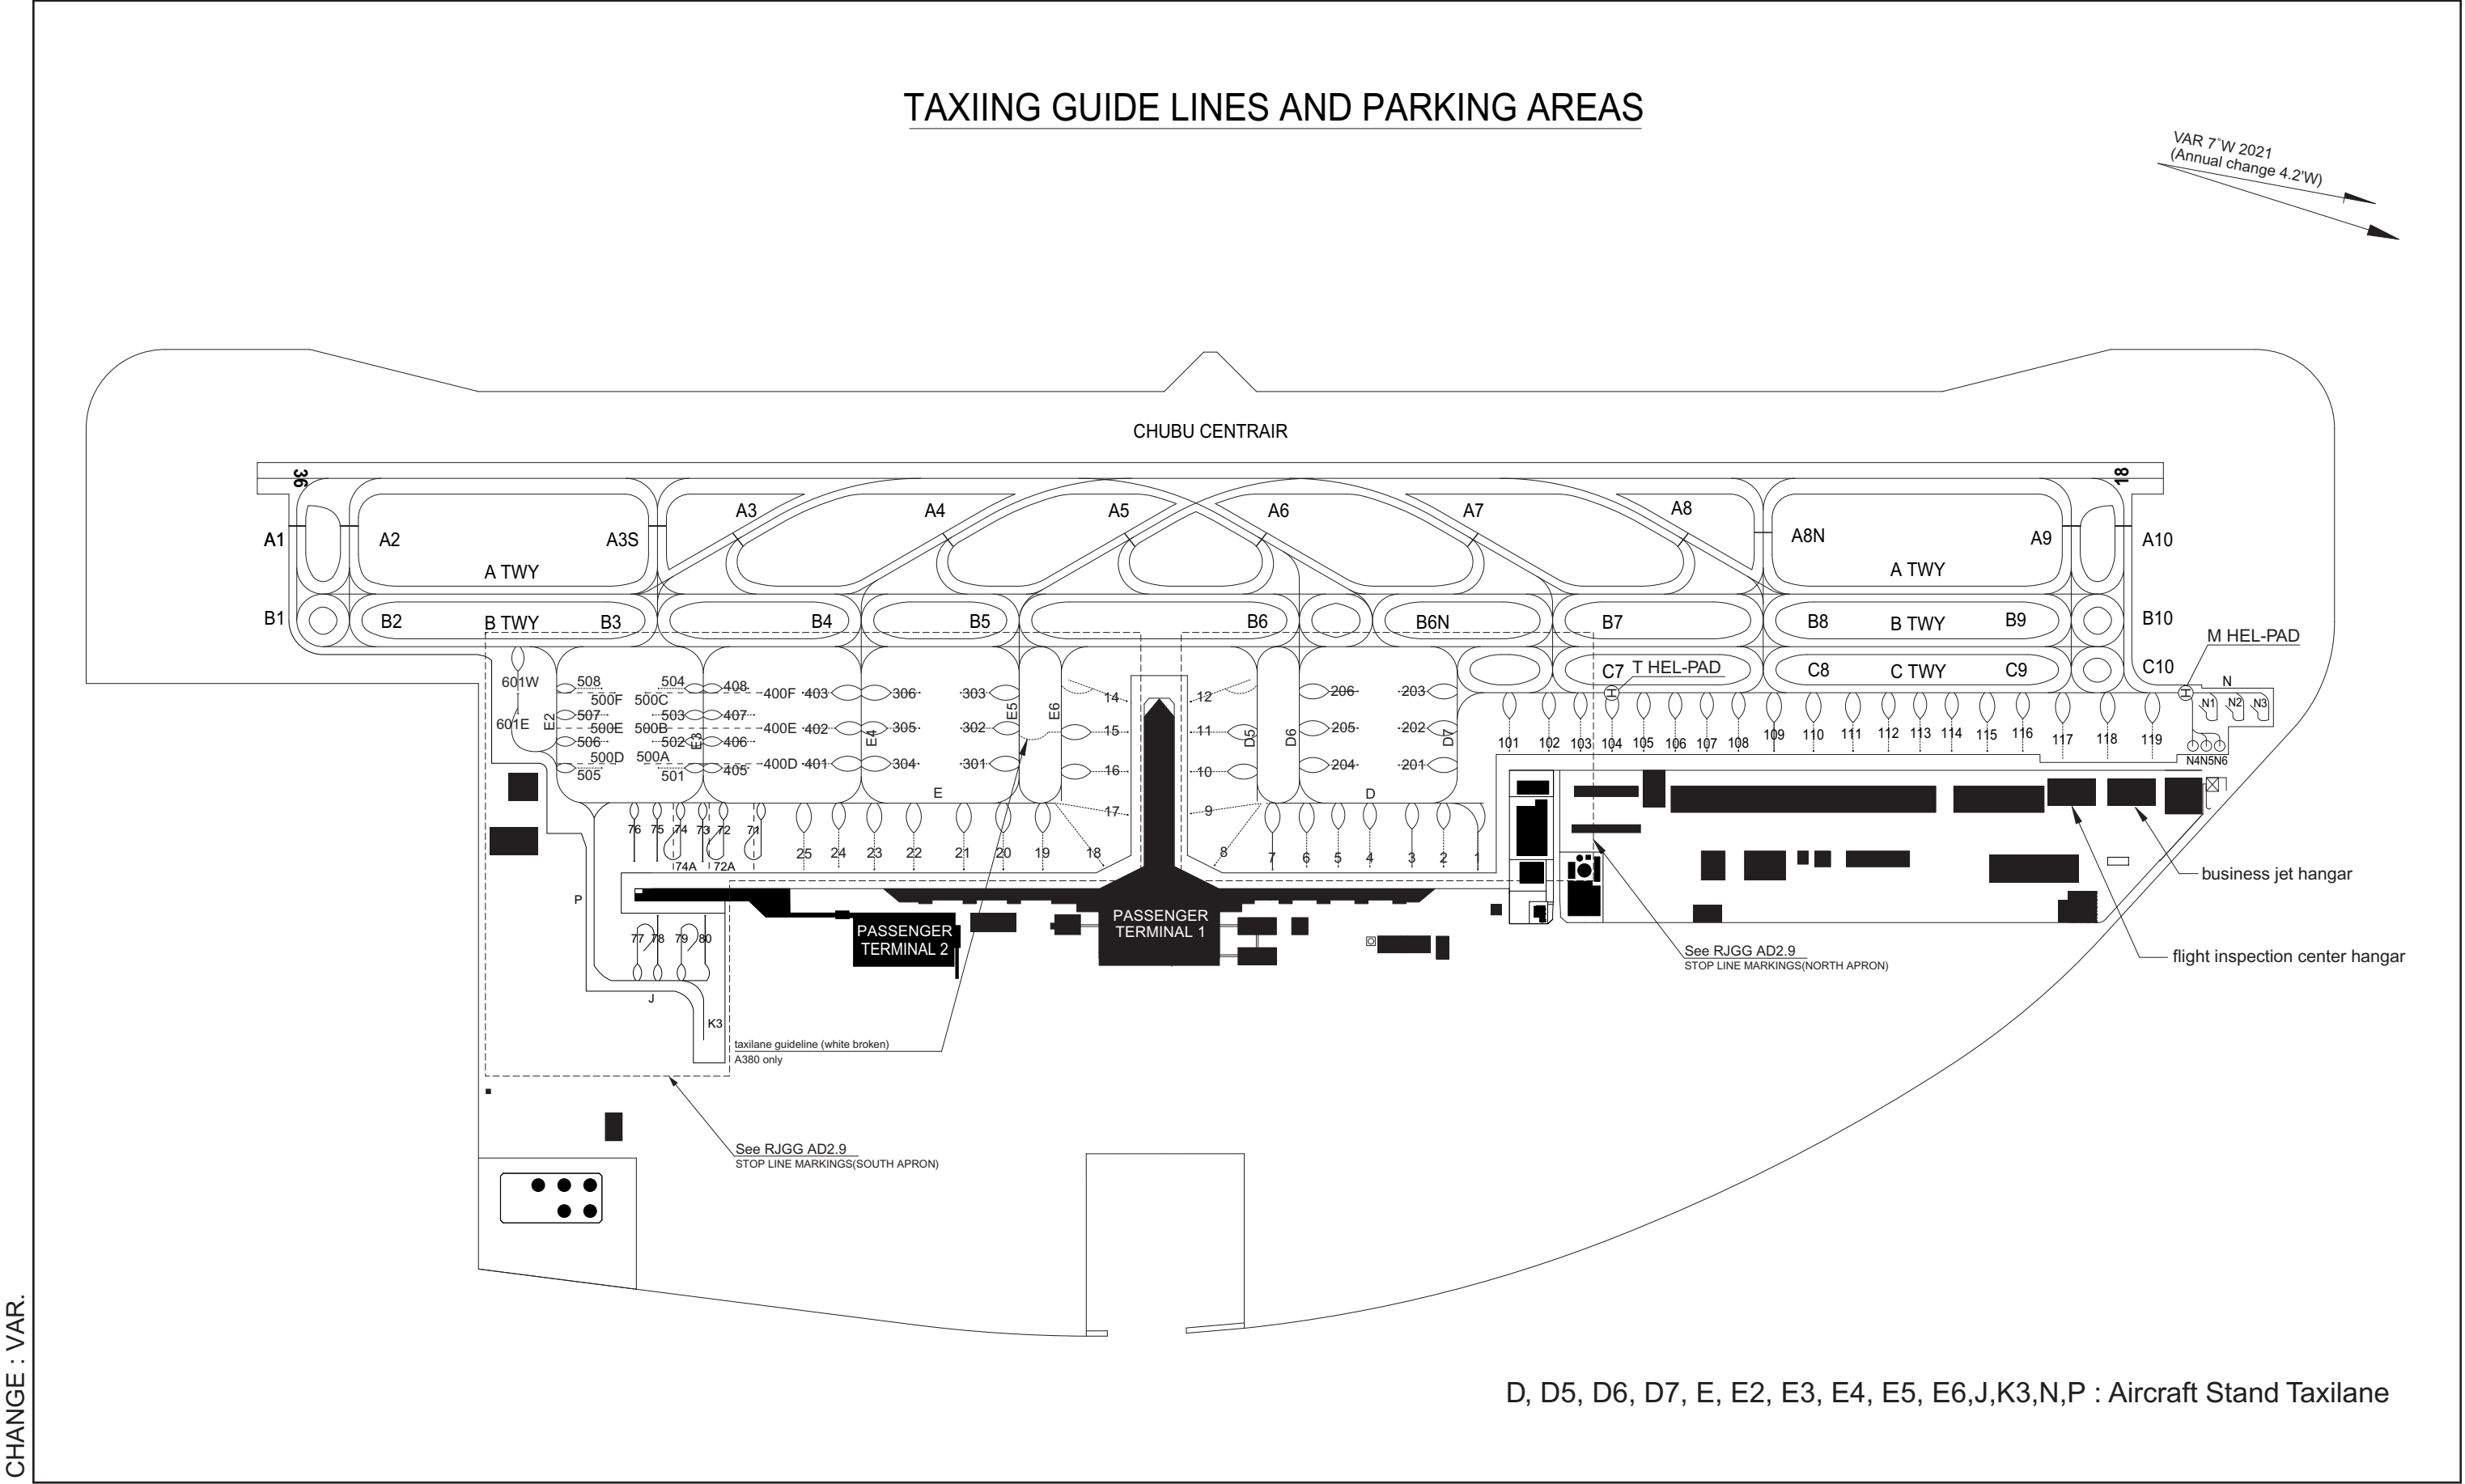 TAXIING GUIDE LINES AND PARKING AREAS
VAR 7˚W 2021
(Annual change 4.2'W)
CHUBU CENTRAIR
36
18
A1
A2
A3S
A3
A4
A5
A6
A7
A8
A8N
A9
A10
A TWY
A TWY
B1
B2
B TWY
B3
B4
B5
B6
B6N
B7
B8
B TWY
B9
B10
M HEL-PAD
C7
T HEL-PAD
C8
C TWY
C9
C10
N
601W
601E
E2
508
500F
507
500E
506
500D
505
504
500C
503
500B
502
500A
501
E3
408
407
406
405
400F
400E
400D
403
402
401
E4
306
305
304
303
302
301
E5
E6
14
15
16
17
18
12
11
10
9
8
D5
D6
206
205
204
203
202
201
D7
101
102
103
104
105
106
107
108
109
110
111
112
113
114
115
116
117
118
119
N1
N2
N3
N4N5N6
E
D
76
75
74
73
72
71
74A
72A
25
24
23
22
21
20
19
7
6
5
4
3
2
1
P
77
78
79
80
J
K3
PASSENGER
TERMINAL 2
PASSENGER
TERMINAL 1
business jet hangar
flight inspection center hangar
See RJGG AD2.9
STOP LINE MARKINGS(NORTH APRON)
taxilane guideline (white broken)
A380 only
See RJGG AD2.9
STOP LINE MARKINGS(SOUTH APRON)
D, D5, D6, D7, E, E2, E3, E4, E5, E6,J,K3,N,P : Aircraft Stand Taxilane
CHANGE : VAR.